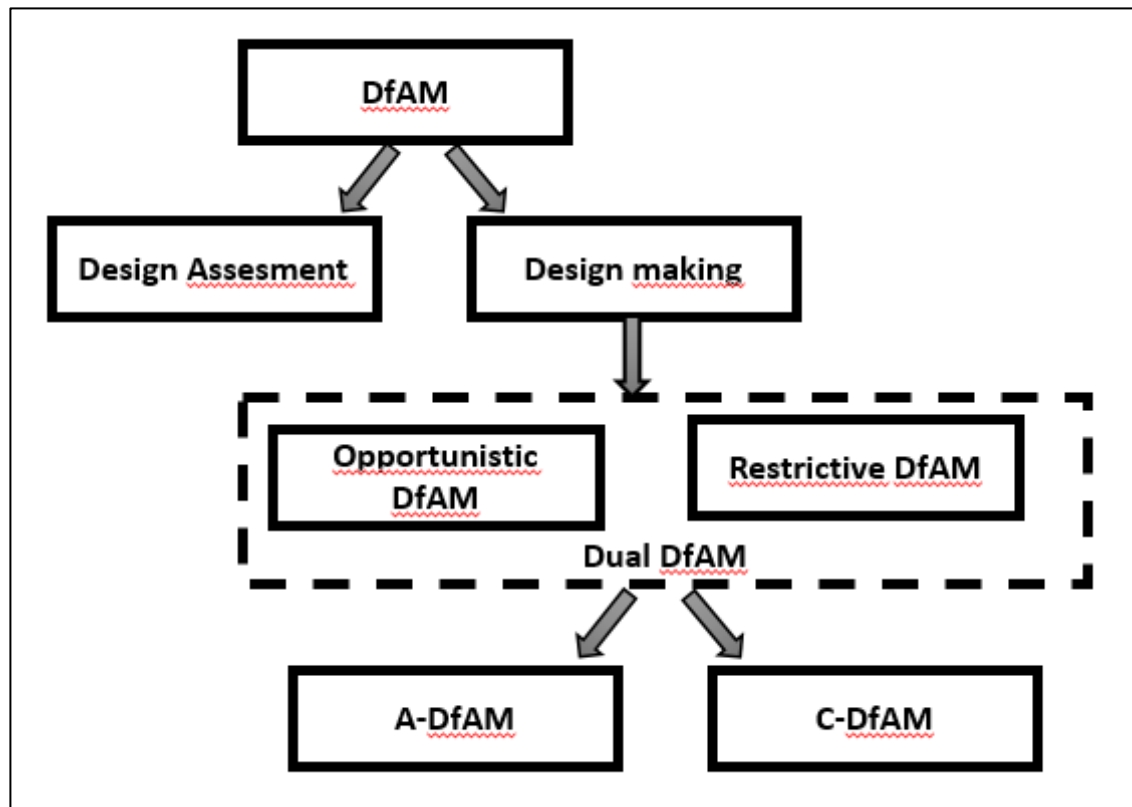 DfAM
Design Assesment
Design making
Opportunistic
DfAM
Restrictive DfAM
Dual DfAM
A-DfAM
C-DfAM